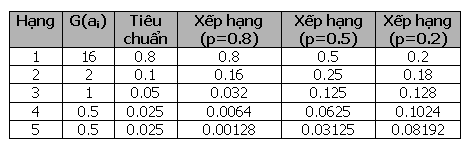 Hạng G(aᵢ) Tiêu chuẩn Xếp hạng (p=0.8) Xếp hạng (p=0.5) Xếp hạng (p=0.2)
1 16 0.8 0.8 0.5 0.2
2 2 0.1 0.16 0.25 0.18
3 1 0.05 0.032 0.125 0.128
4 0.5 0.025 0.0064 0.0625 0.1024
5 0.5 0.025 0.00128 0.03125 0.08192